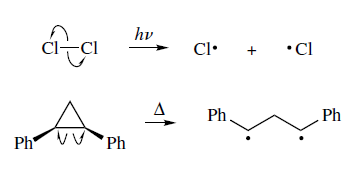 Cl—Cl hν Cl• + •Cl
Δ
Ph Ph Ph Ph